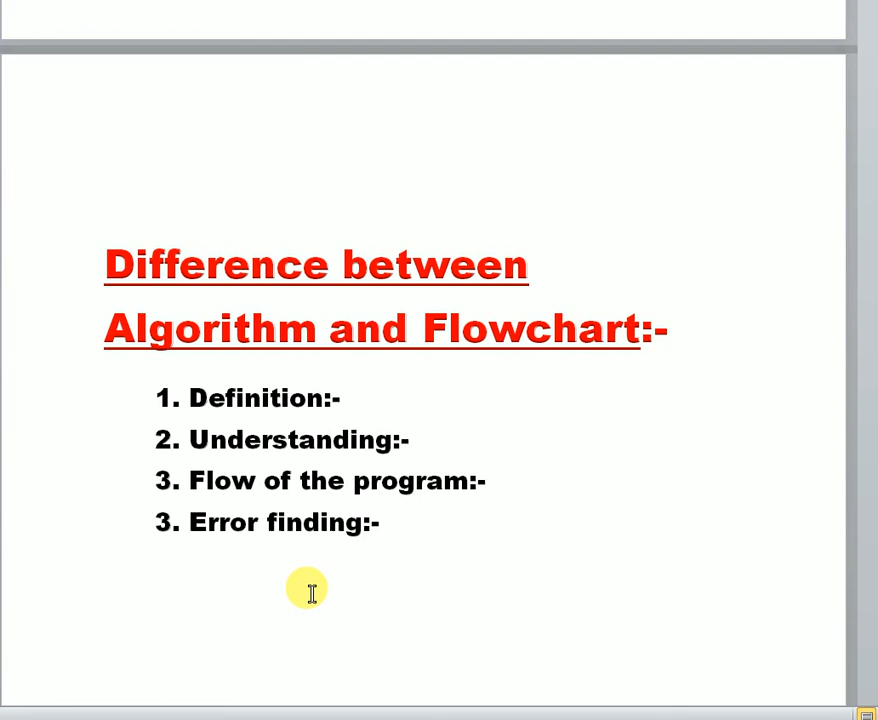 Difference between
Algorithm and Flowchart:-
1. Definition:-
2. Understanding:-
3. Flow of the program:-
3. Error finding:-